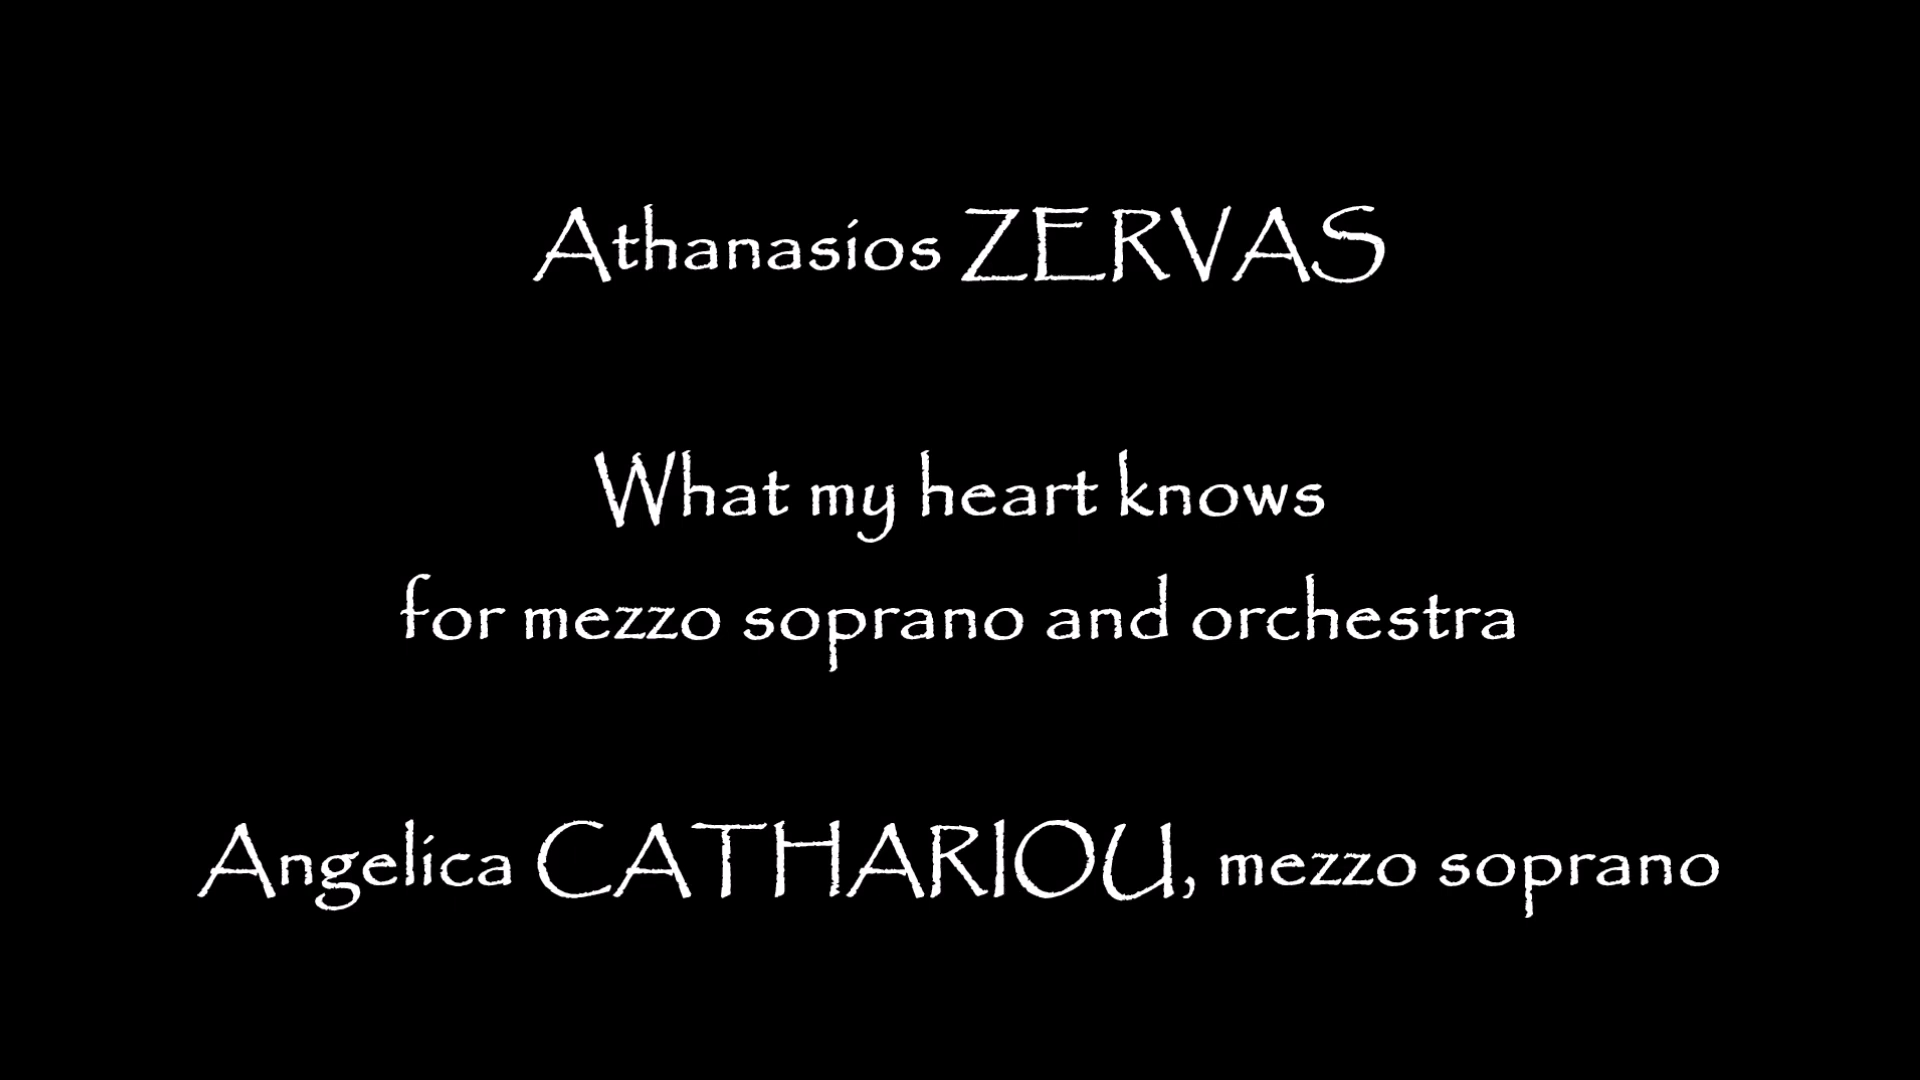 Athanasios ZERVAS
What my heart knows
for mezzo soprano and orchestra
Angelica CATHARIOU, mezzo soprano